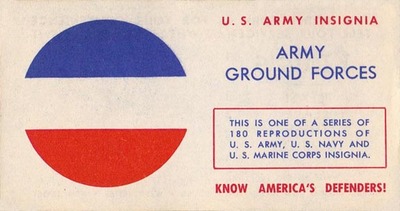 U. S. ARMY INSIGNIA
ARMY
GROUND FORCES
THIS IS ONE OF A SERIES OF
180 REPRODUCTIONS OF
U. S. ARMY, U. S. NAVY AND
U. S. MARINE CORPS INSIGNIA.
KNOW AMERICA'S DEFENDERS!